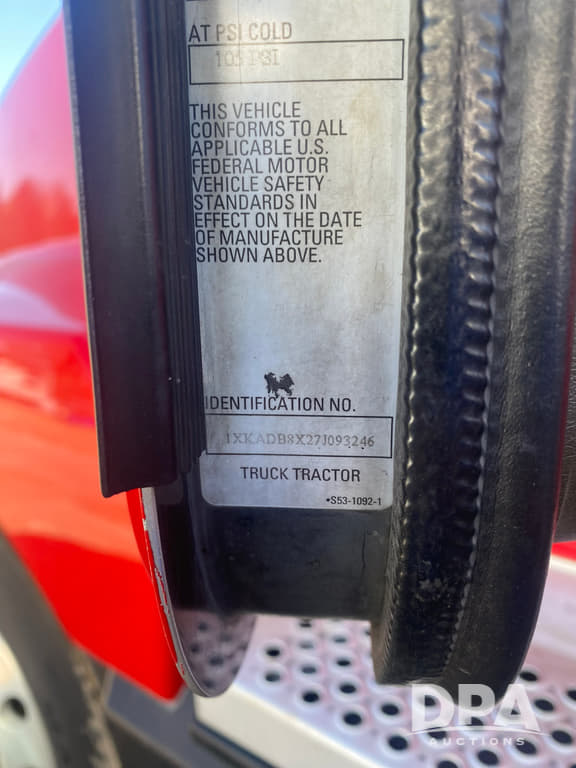 AT PSI COLD
105 PSI
THIS VEHICLE
CONFORMS TO ALL
APPLICABLE U.S.
FEDERAL MOTOR
VEHICLE SAFETY
STANDARDS IN
EFFECT ON THE DATE
OF MANUFACTURE
SHOWN ABOVE.
IDENTIFICATION NO.
1XKADB8X27J093246
TRUCK TRACTOR
•S53-1092-1
DPA
AUCTIONS